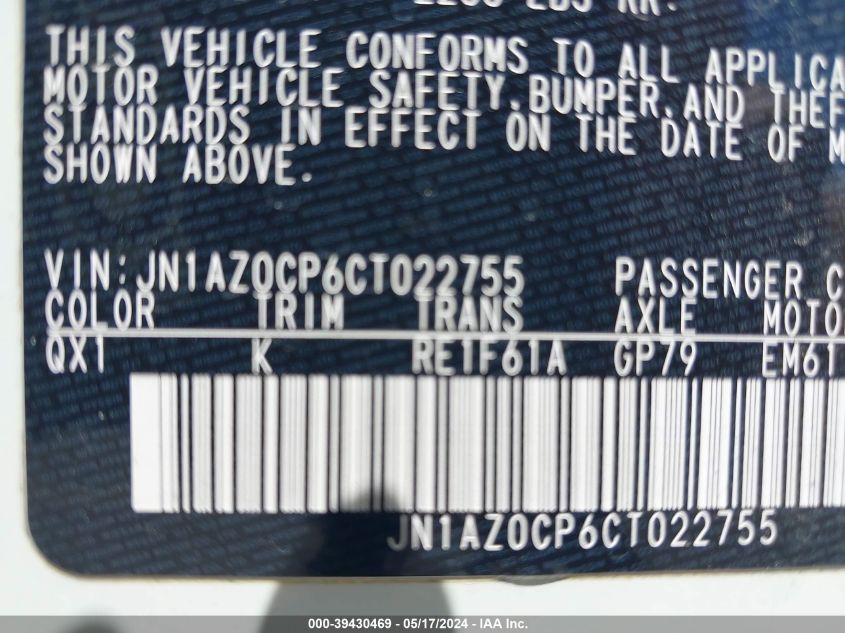 THIS VEHICLE CONFORMS TO ALL APPLICA
MOTOR VEHICLE SAFETY,BUMPER,AND THEF
STANDARDS IN EFFECT ON THE DATE OF M
SHOWN ABOVE.
VIN:JN1AZ0CP6CT022755 PASSENGER C
COLOR TRIM TRANS AXLE MOTO
QX1 K RE1F61A GP79 EM61
JN1AZ0CP6CT022755
000-39430469 - 05/17/2024 - IAA Inc.